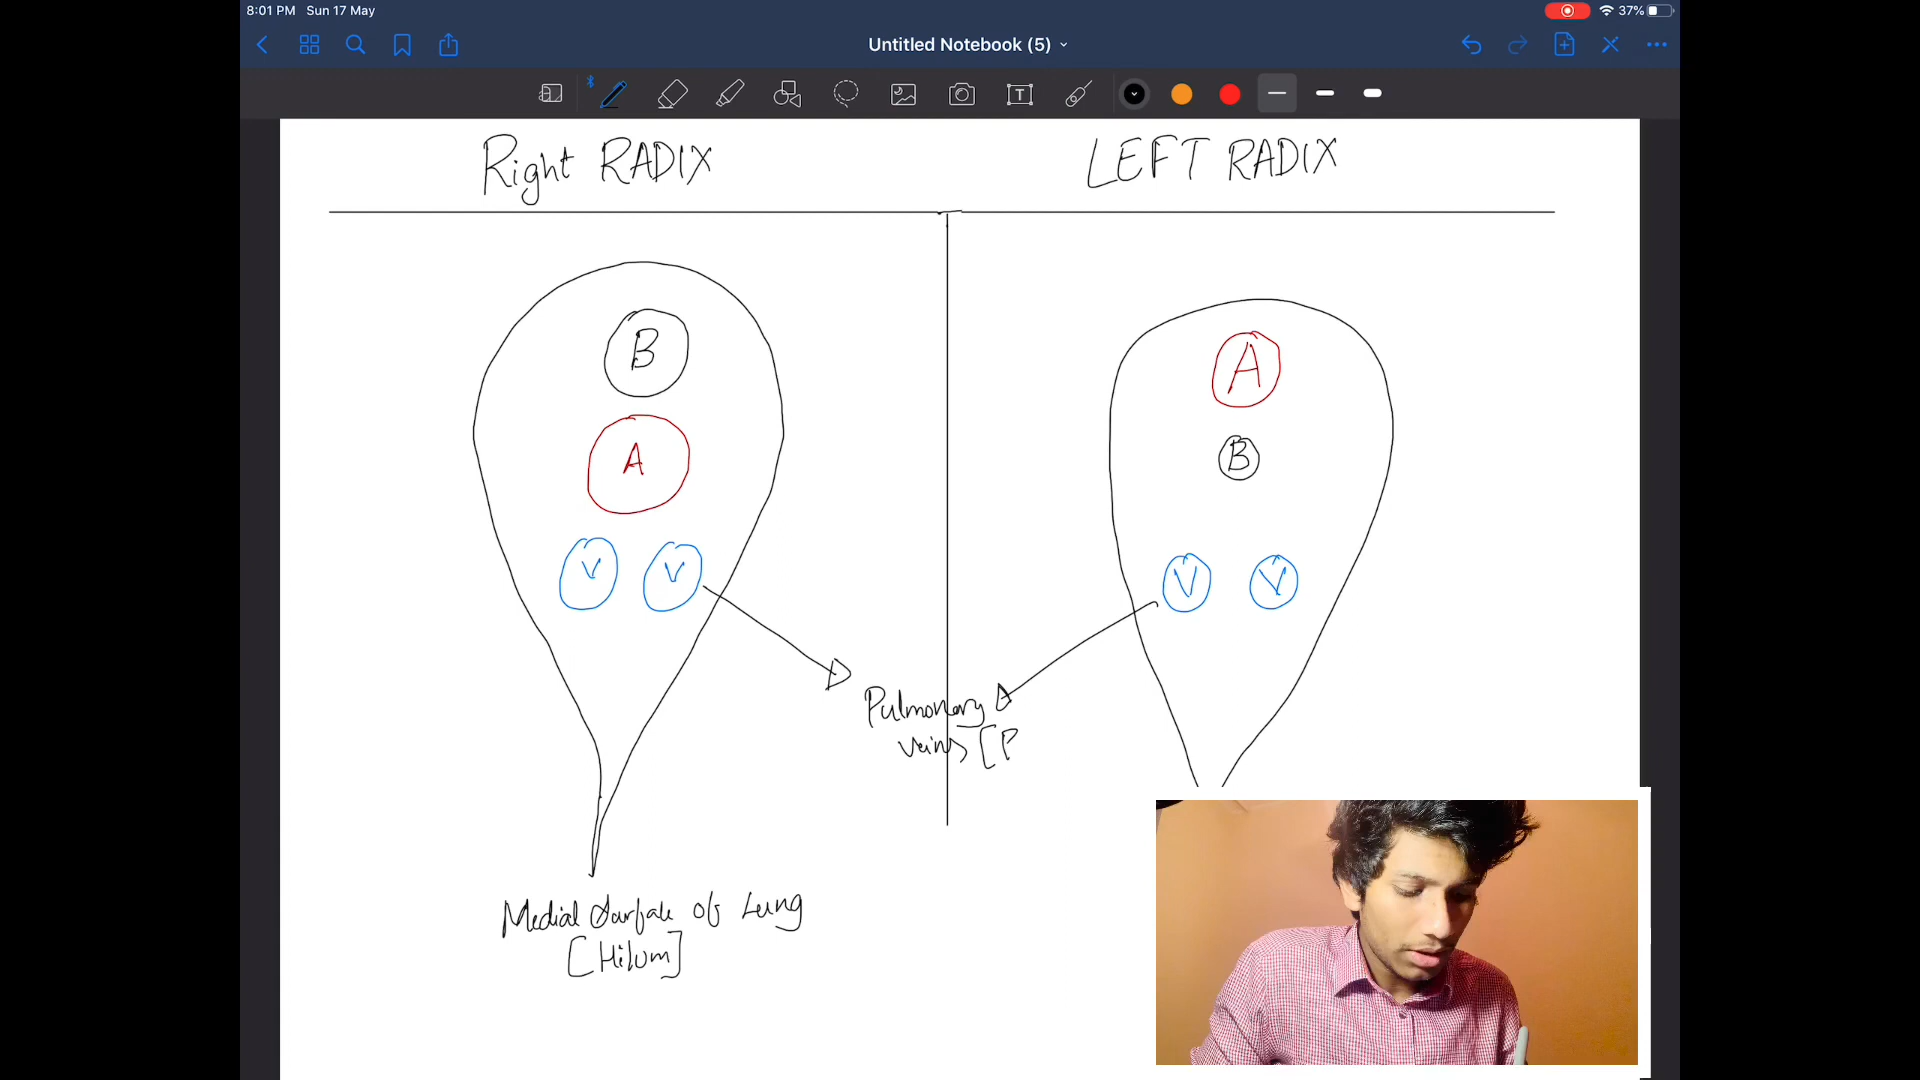 8:01 PM Sun 17 May 37%
Untitled Notebook (5)
T
Right RADIX
LEFT RADIX
B
A
A
B
V V
V V
Pulmonary
veins [P
Medial Surface of Lung
[Hilum]